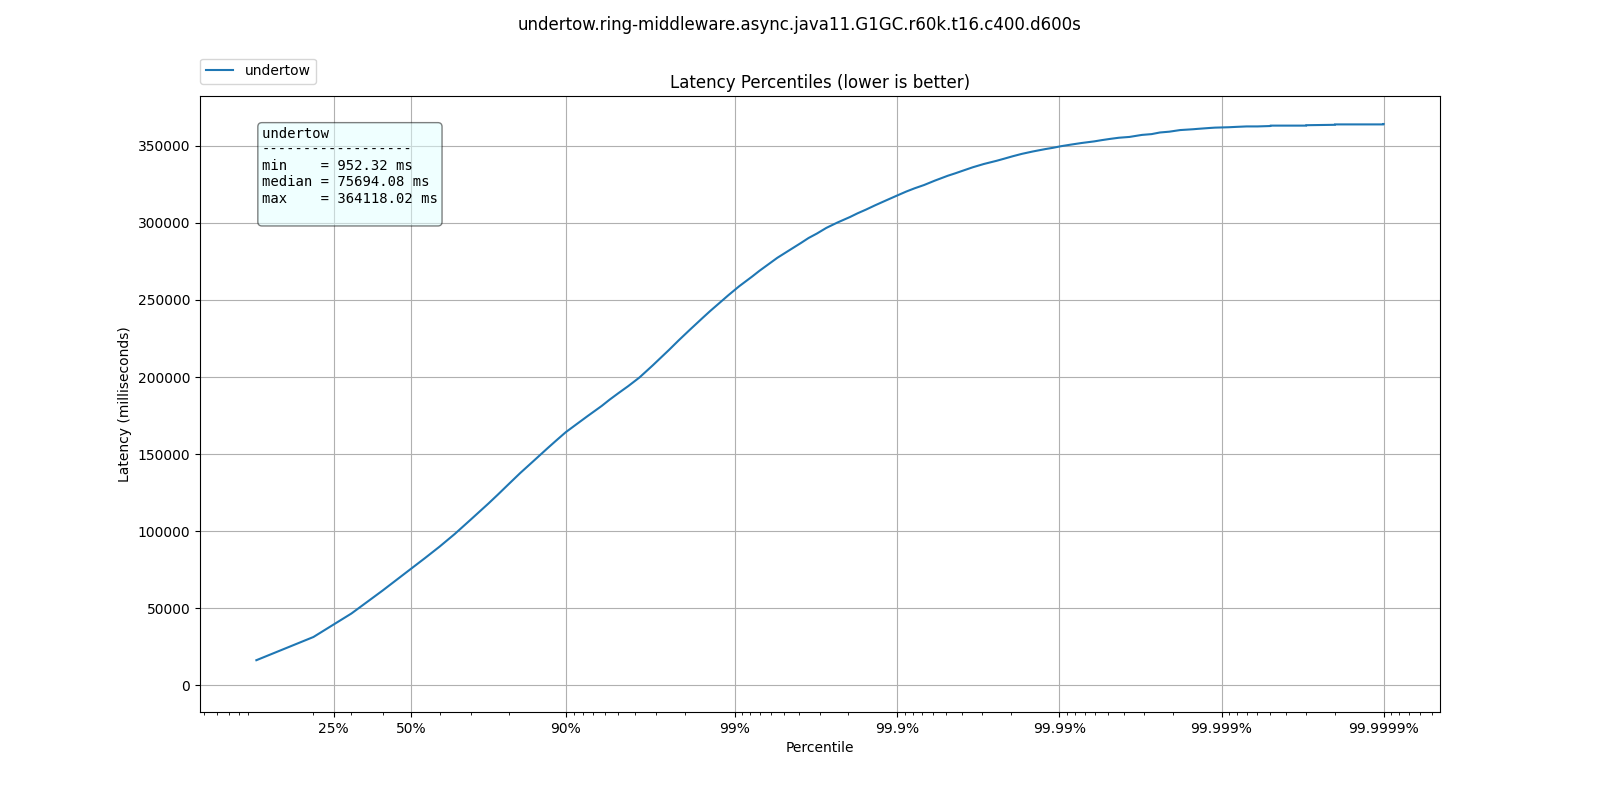 undertow.ring-middleware.async.java11.G1GC.r60k.t16.c400.d600s
undertow
Latency Percentiles (lower is better)
undertow
------------------
min    = 952.32 ms
median = 75694.08 ms
max    = 364118.02 ms
350000
300000
250000
200000
150000
100000
50000
0
Latency (milliseconds)
25% 50% 90% 99% 99.9% 99.99% 99.999% 99.9999%
Percentile